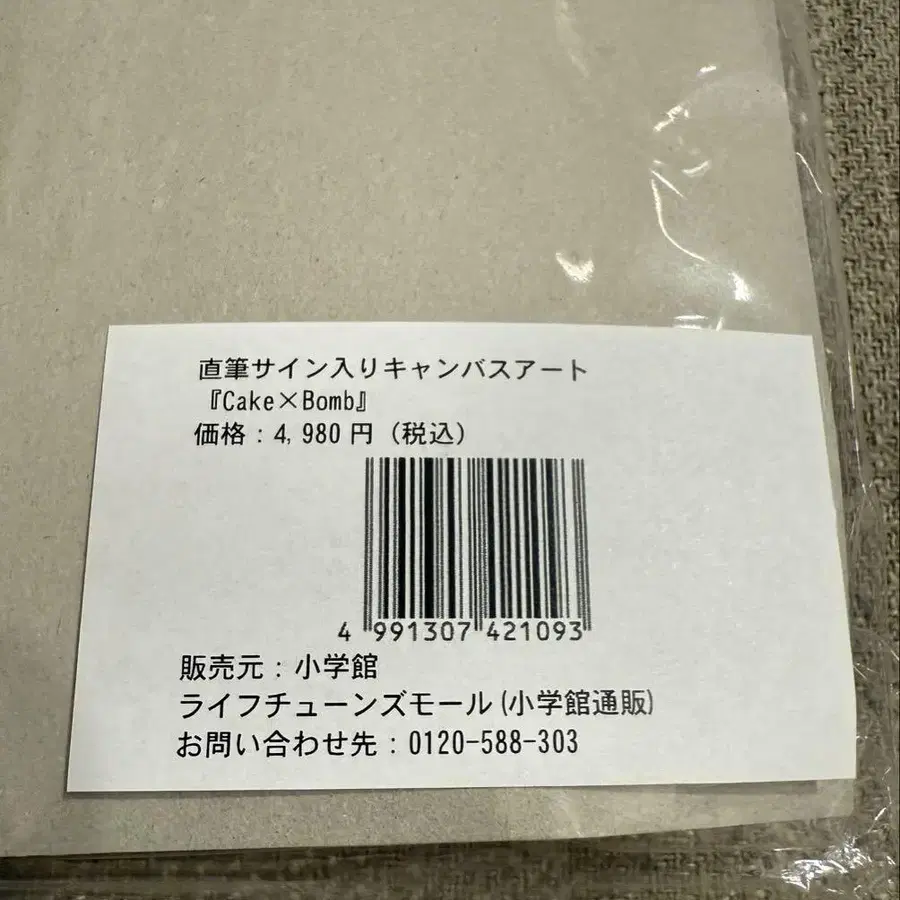 直筆サイン入りキャンバスアート
『Cake×Bomb』
価格：4,980円（税込）
4 991307 421093
販売元：小学館
ライフチューンズモール(小学館通販)
お問い合わせ先：0120-588-303